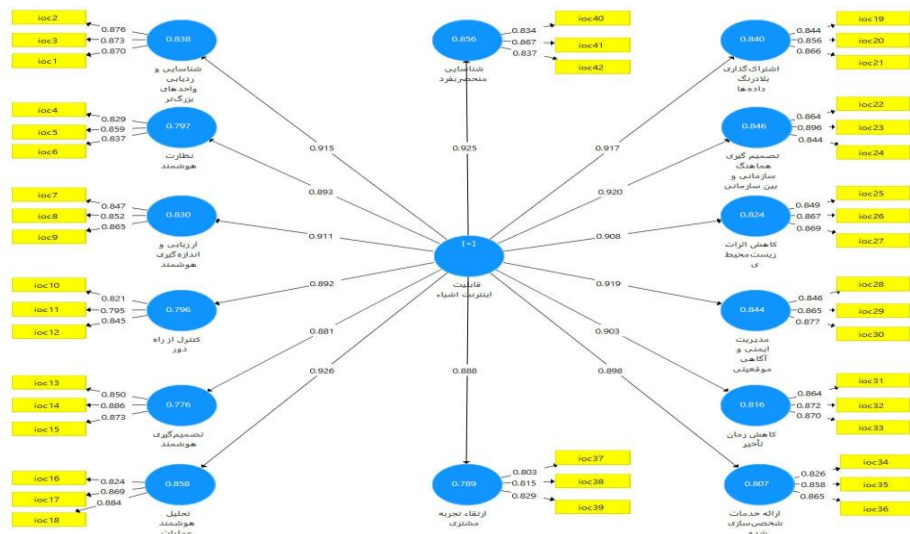 ioc2
ioc3
ioc1
0.876
0.873
0.870
0.838
شناسایی و
ردیابی
واحدهای
بزرگ‌تر
ioc4
ioc5
ioc6
0.829
0.859
0.837
0.797
نظارت
هوشمند
ioc7
ioc8
ioc9
0.847
0.852
0.865
0.830
ارزیابی و
اندازه‌گیری
هوشمند
ioc10
ioc11
ioc12
0.821
0.795
0.845
0.796
کنترل از راه
دور
ioc13
ioc14
ioc15
0.850
0.886
0.873
0.776
تصمیم‌گیری
هوشمند
ioc16
ioc17
ioc18
0.824
0.869
0.884
0.858
تحلیل
هوشمند
عملیات
0.915
0.893
0.911
0.892
0.881
0.926
0.856
شناسایی
منحصربفرد
0.834
0.867
0.837
ioc40
ioc41
ioc42
0.925
[+]
قابلیت
اینترنت اشیاء
0.888
0.789
ارتقاء تجربه
مشتری
0.803
0.815
0.829
ioc37
ioc38
ioc39
0.917
0.920
0.908
0.919
0.903
0.898
0.840
اشتراک‌گذاری
بلادرنگ
داده‌ها
0.844
0.856
0.866
ioc19
ioc20
ioc21
0.846
تصمیم گیری
هماهنگ
سازمانی و
بین سازمانی
0.864
0.896
0.844
ioc22
ioc23
ioc24
0.824
کاهش اثرات
زیست‌محیط
ی
0.849
0.867
0.869
ioc25
ioc26
ioc27
0.844
مدیریت
ایمنی و
آگاهی
موقعیتی
0.846
0.865
0.877
ioc28
ioc29
ioc30
0.816
کاهش زمان
تأخیر
0.864
0.872
0.870
ioc31
ioc32
ioc33
0.807
ارائه خدمات
شخصی‌سازی
شده
0.826
0.858
0.865
ioc34
ioc35
ioc36